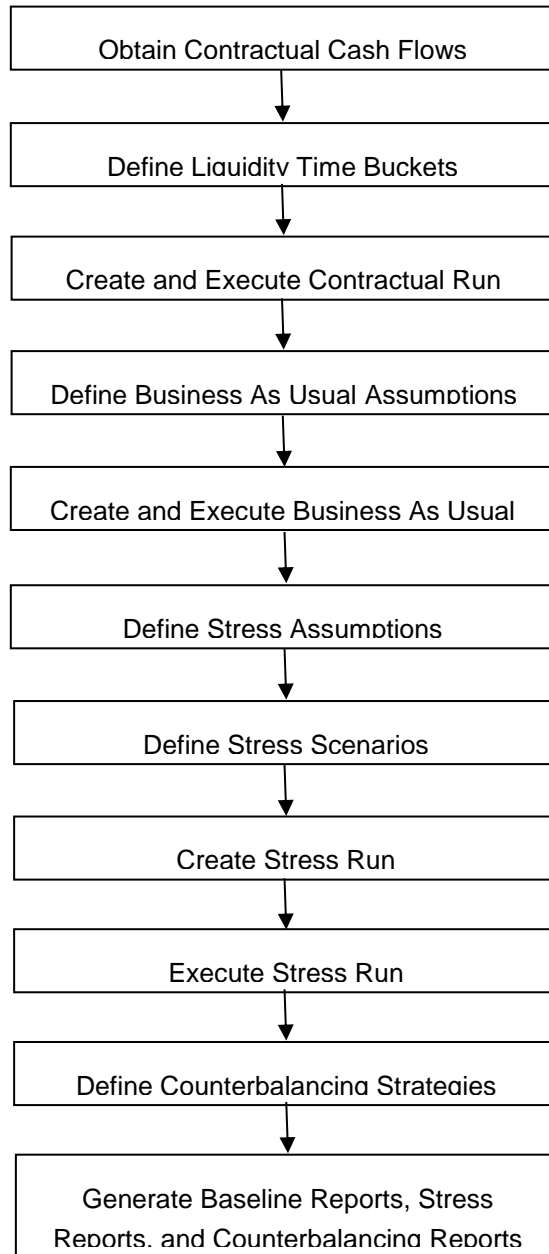 Obtain Contractual Cash Flows
Define Liquidity Time Buckets
Create and Execute Contractual Run
Define Business As Usual Assumptions
Create and Execute Business As Usual
Define Stress Assumptions
Define Stress Scenarios
Create Stress Run
Execute Stress Run
Define Counterbalancing Strategies
Generate Baseline Reports, Stress
Reports, and Counterbalancing Reports